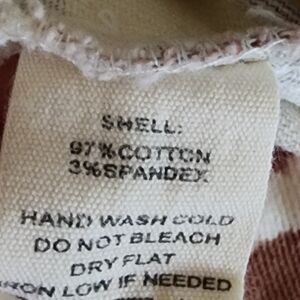 SHELL:
97%COTTON
3%SPANDEX
HAND WASH COLD
DO NOT BLEACH
DRY FLAT
IRON LOW IF NEEDED